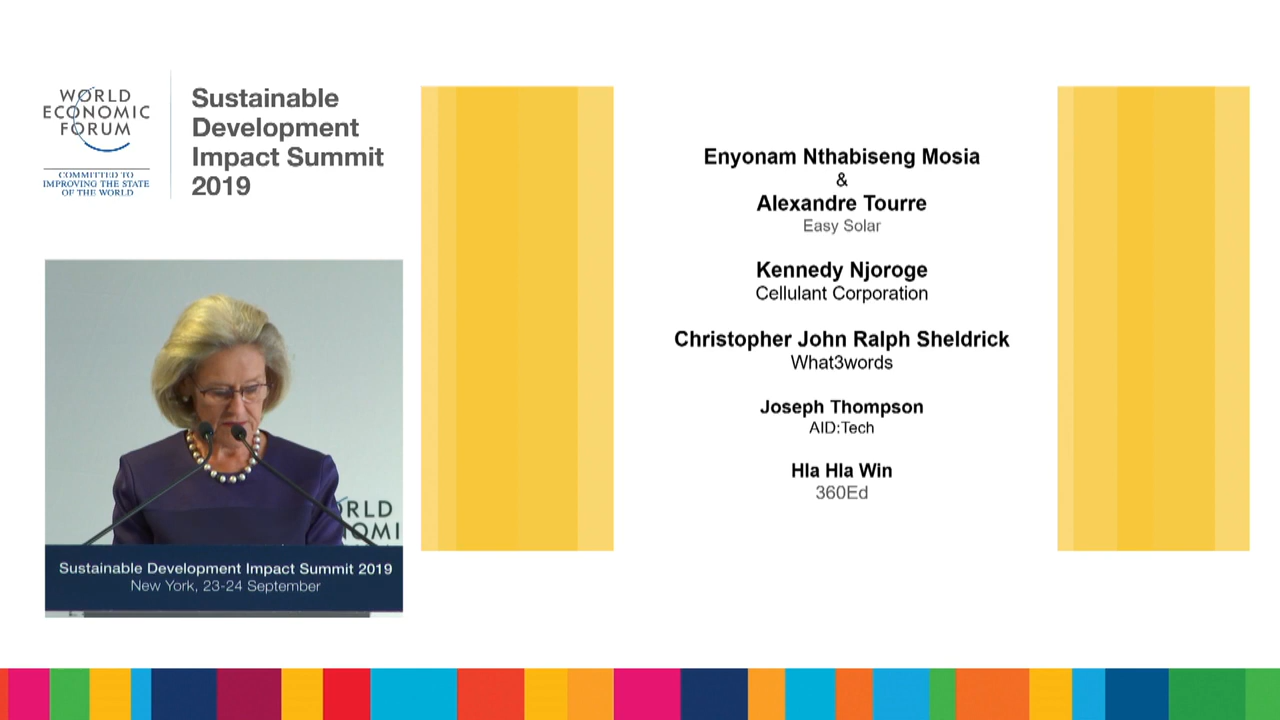 WORLD
ECONOMIC
FORUM
COMMITTED TO
IMPROVING THE STATE
OF THE WORLD
Sustainable
Development
Impact Summit
2019
Enyonam Nthabiseng Mosia
&
Alexandre Tourre
Easy Solar
Kennedy Njoroge
Cellulant Corporation
Christopher John Ralph Sheldrick
What3words
Joseph Thompson
AID:Tech
Hla Hla Win
360Ed
ORLD
NOMI
Sustainable Development Impact Summit 2019
New York, 23-24 September